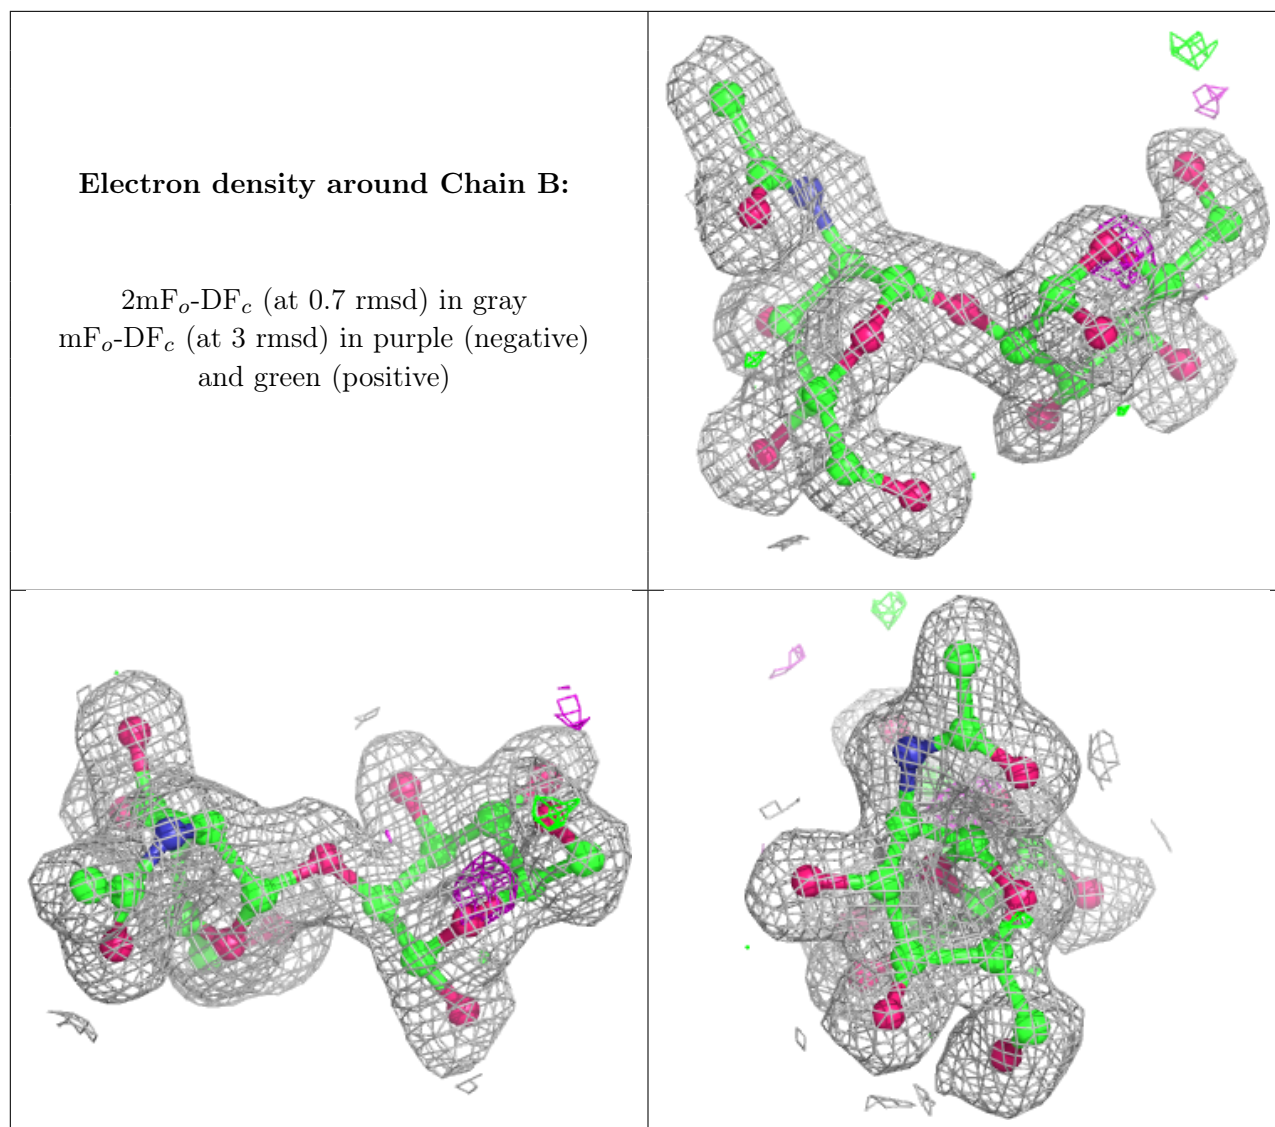 Electron density around Chain B:
2mFo-DFc (at 0.7 rmsd) in gray
mFo-DFc (at 3 rmsd) in purple (negative)
and green (positive)